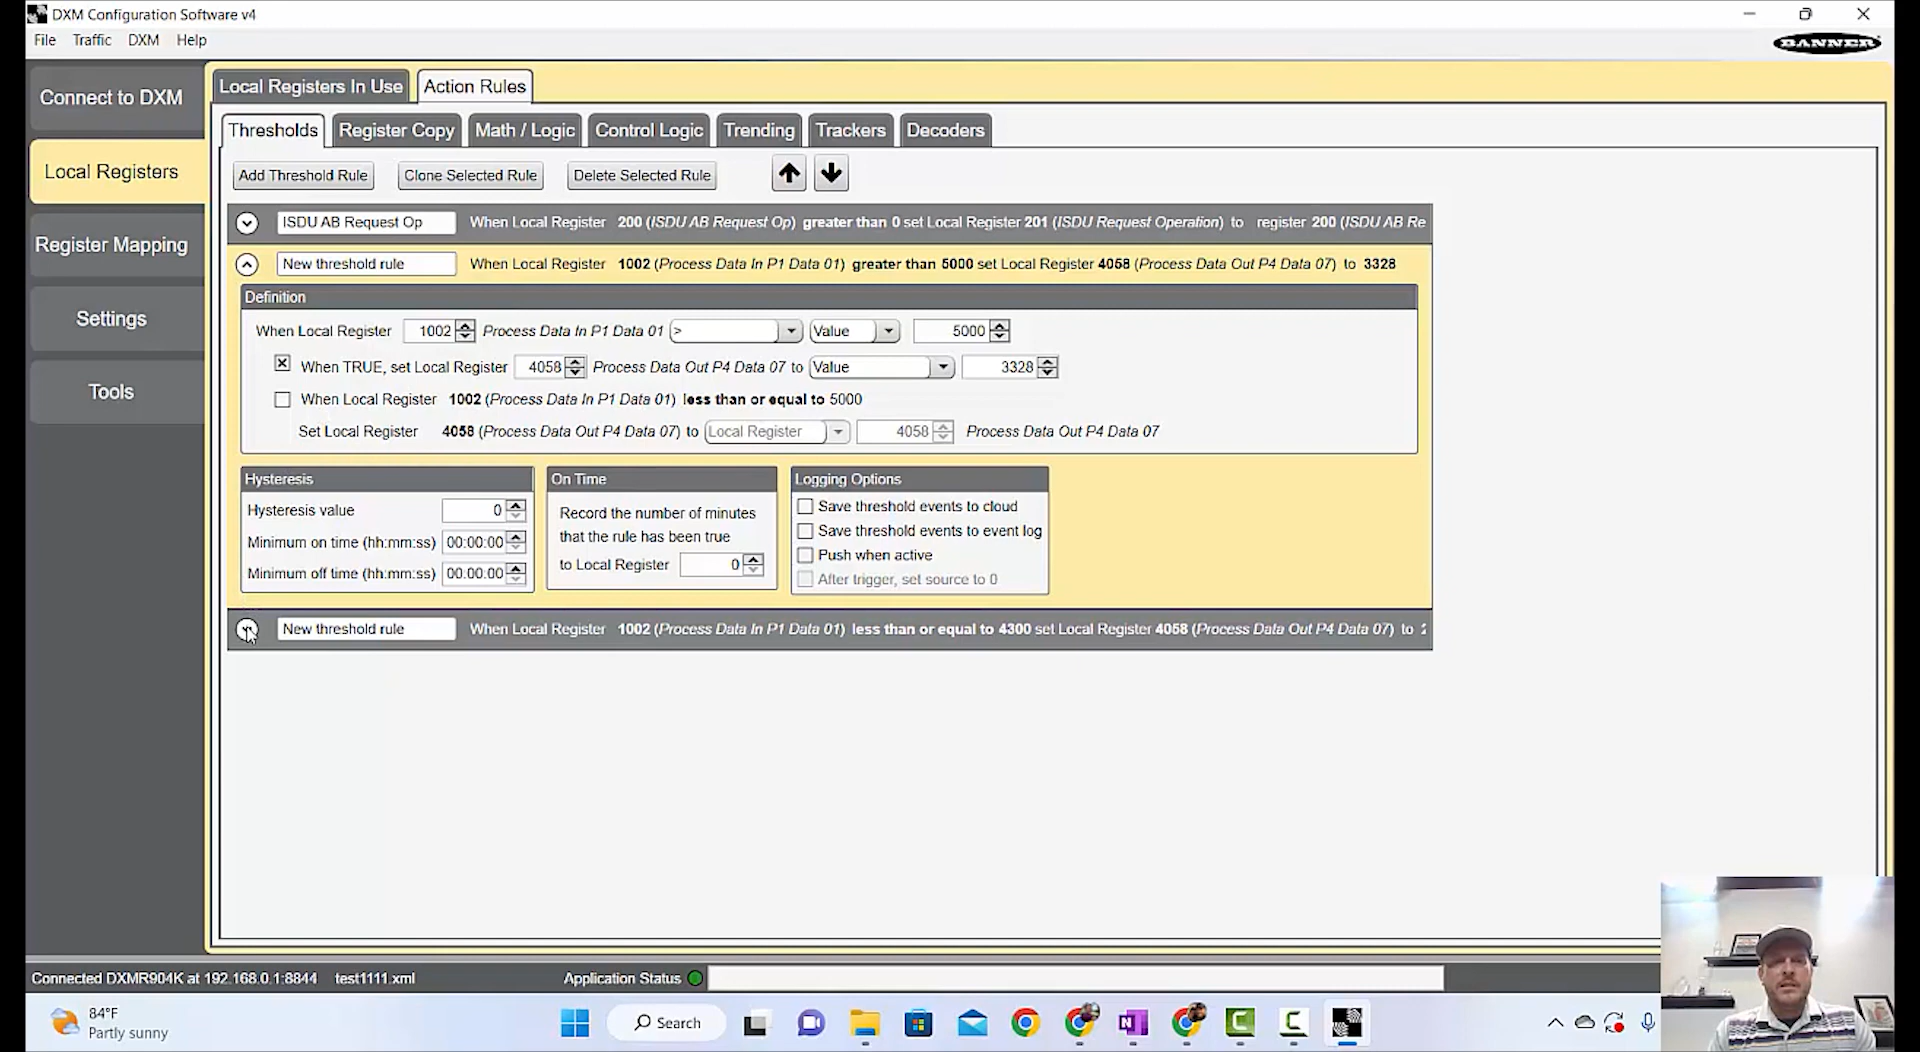 DXM Configuration Software v4
File Traffic DXM Help
BANNER
Connect to DXM
Local Registers
Register Mapping
Settings
Tools
Local Registers In Use Action Rules
Thresholds Register Copy Math / Logic Control Logic Trending Trackers Decoders
Add Threshold Rule Clone Selected Rule Delete Selected Rule
ISDU AB Request Op When Local Register 200 (ISDU AB Request Op) greater than 0 set Local Register 201 (ISDU Request Operation) to register 200 (ISDU AB Re
New threshold rule When Local Register 1002 (Process Data In P1 Data 01) greater than 5000 set Local Register 4058 (Process Data Out P4 Data 07) to 3328
Definition
When Local Register 1002 Process Data In P1 Data 01 > Value 5000
When TRUE, set Local Register 4058 Process Data Out P4 Data 07 to Value 3328
When Local Register 1002 (Process Data In P1 Data 01) less than or equal to 5000
Set Local Register 4058 (Process Data Out P4 Data 07) to Local Register 4058 Process Data Out P4 Data 07
Hysteresis
Hysteresis value 0
Minimum on time (hh:mm:ss) 00:00:00
Minimum off time (hh:mm:ss) 00:00:00
On Time
Record the number of minutes
that the rule has been true
to Local Register 0
Logging Options
Save threshold events to cloud
Save threshold events to event log
Push when active
After trigger, set source to 0
New threshold rule When Local Register 1002 (Process Data In P1 Data 01) less than or equal to 4300 set Local Register 4058 (Process Data Out P4 Data 07) to
Connected DXMR904K at 192.168.0.1:8844 test1111.xml Application Status
84°F
Partly sunny
Search